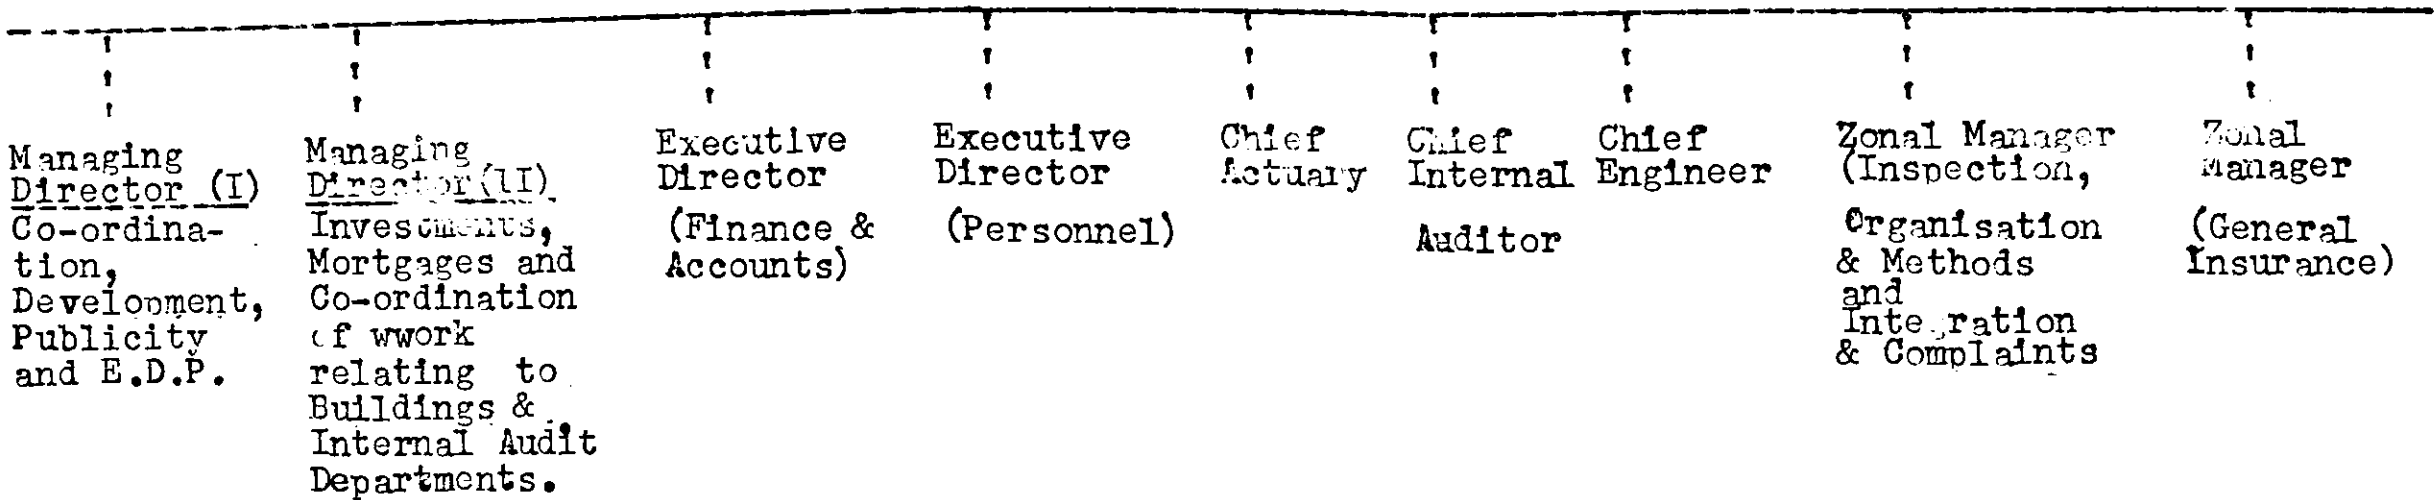 Managing
Director (I)
Co-ordina-
tion,
Development,
Publicity
and E.D.P.
Managing
Director (II)
Investments,
Mortgages and
Co-ordination
of wwork
relating to
Buildings &
Internal Audit
Departments.
Executive
Director
(Finance &
Accounts)
Executive
Director
(Personnel)
Chief
Actuary
Chief
Internal
Auditor
Chief
Engineer
Zonal Manager
(Inspection,
Organisation
& Methods
and
Integration
& Complaints
Zonal
Manager
(General
Insurance)